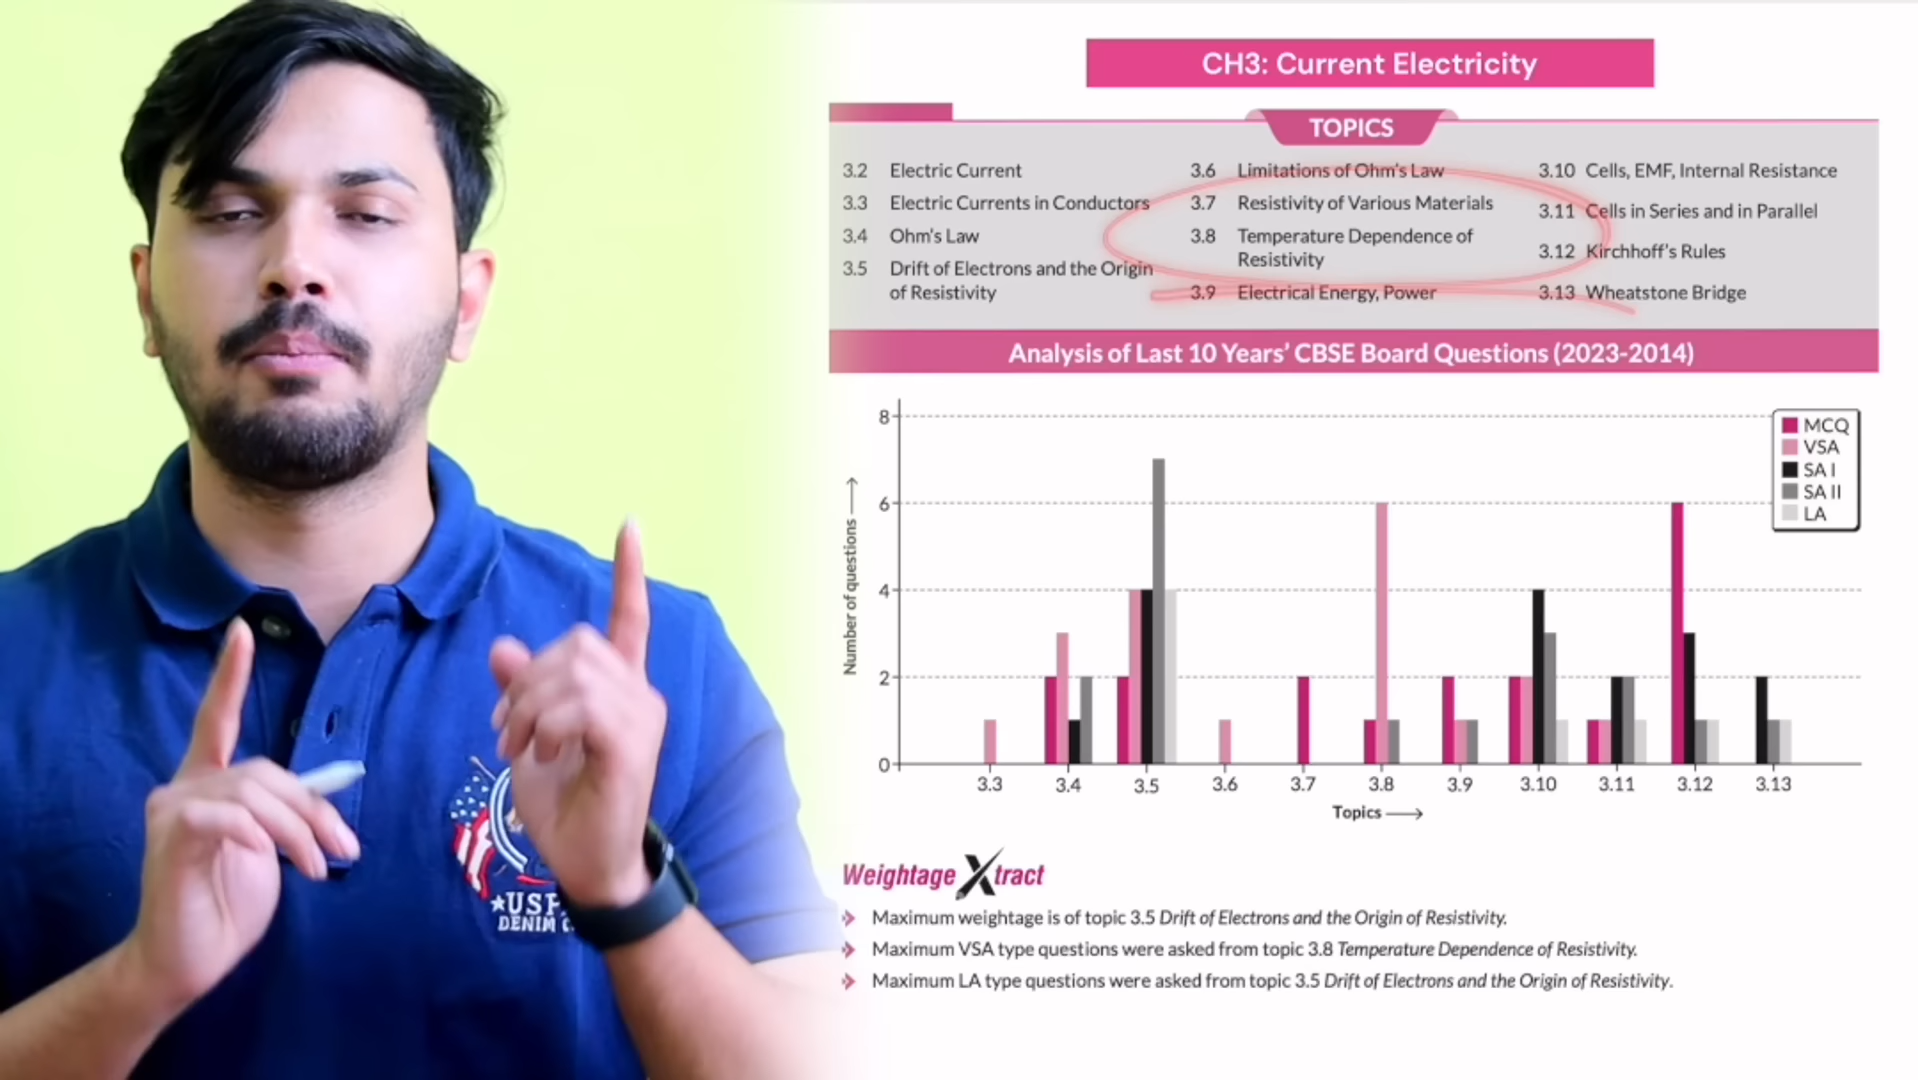 CH3: Current Electricity
TOPICS
3.2 Electric Current
3.3 Electric Currents in Conductors
3.4 Ohm's Law
3.5 Drift of Electrons and the Origin
of Resistivity
3.6 Limitations of Ohm's Law
3.7 Resistivity of Various Materials
3.8 Temperature Dependence of
Resistivity
3.9 Electrical Energy, Power
3.10 Cells, EMF, Internal Resistance
3.11 Cells in Series and in Parallel
3.12 Kirchhoff's Rules
3.13 Wheatstone Bridge
Analysis of Last 10 Years' CBSE Board Questions (2023-2014)
Number of questions
8
6
4
2
0
MCQ
VSA
SA I
SA II
LA
3.3 3.4 3.5 3.6 3.7 3.8 3.9 3.10 3.11 3.12 3.13
Topics
Weightage Xtract
Maximum weightage is of topic 3.5 Drift of Electrons and the Origin of Resistivity.
Maximum VSA type questions were asked from topic 3.8 Temperature Dependence of Resistivity.
Maximum LA type questions were asked from topic 3.5 Drift of Electrons and the Origin of Resistivity.
USP
DENIM